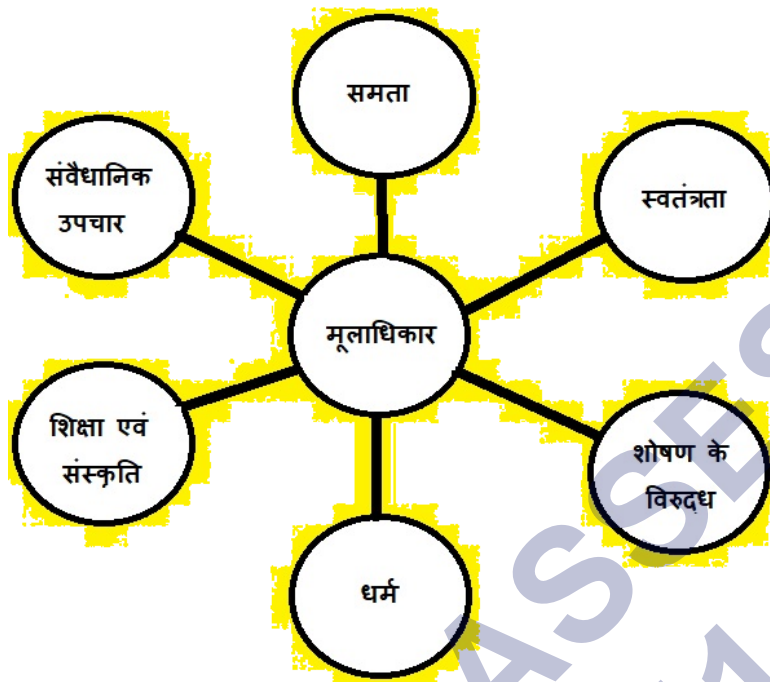 समता
संवैधानिक
उपचार
स्वतंत्रता
मूलाधिकार
शिक्षा एवं
संस्कृति
शोषण के
विरुद्ध
धर्म